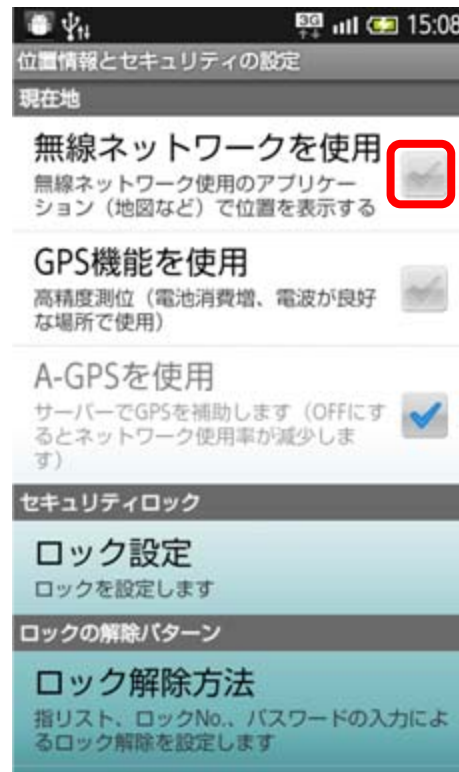 3G 15:08
位置情報とセキュリティの設定
現在地
無線ネットワークを使用
無線ネットワーク使用のアプリケー
ション（地図など）で位置を表示する
GPS機能を使用
高精度測位（電池消費増、電波が良好
な場所で使用）
A-GPSを使用
サーバーでGPSを補助します（OFFにす
るとネットワーク使用率が減少しま
す）
セキュリティロック
ロック設定
ロックを設定します
ロックの解除パターン
ロック解除方法
指リスト、ロックNo.、パスワードの入力によ
るロック解除を設定します